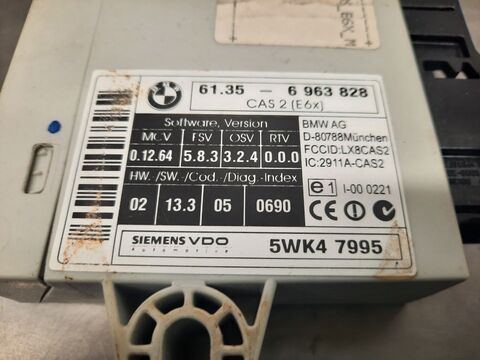 BMW
61.35 - 6 963 828
CAS 2 (E6x)
Software, Version
MCV FSV OSV RTV
0.12.64 5.8.3 3.2.4 0.0.0
HW. /SW. /Cod. /Diag.-Index
02 13.3 05 0690
BMW AG
D-80788München
FCCID:LX8CAS2
IC:2911A-CAS2
e1 I-00 0221
CE
SIEMENS VDO
Automotive
5WK4 7995